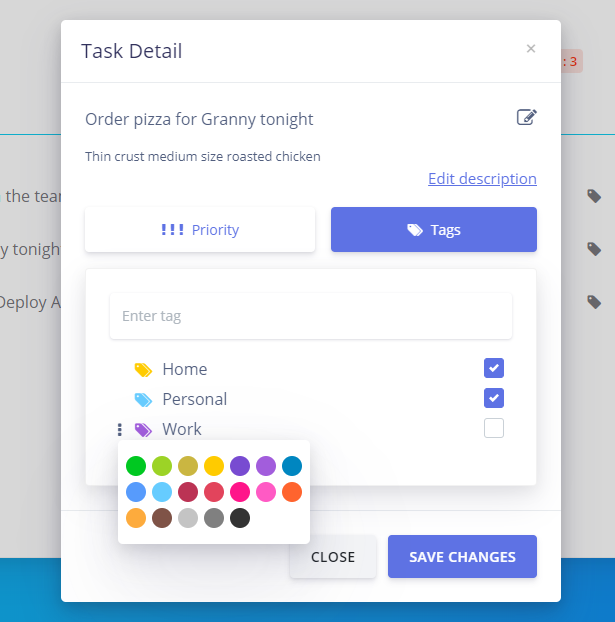 Task Detail
×
: 3
Order pizza for Granny tonight
Thin crust medium size roasted chicken
Edit description
the tear
y tonigh
Deploy A
!!! Priority
Tags
Enter tag
Home
Personal
Work
CLOSE
SAVE CHANGES